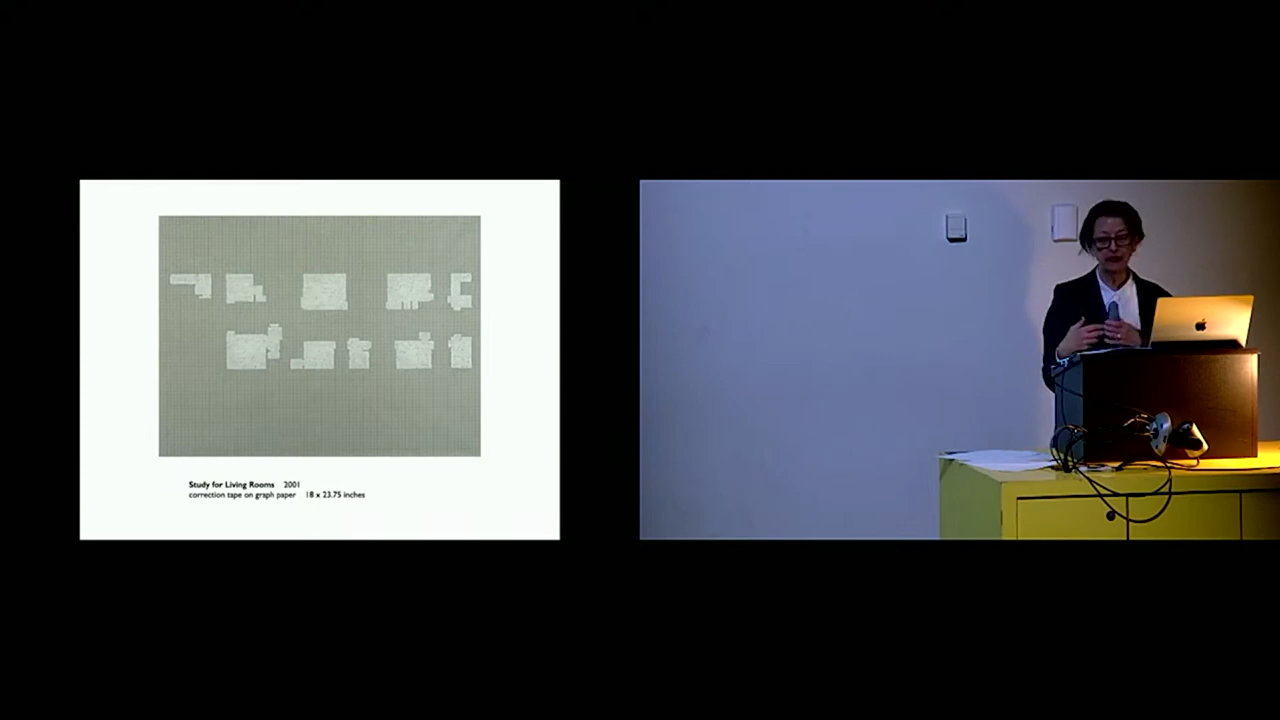 Study for Living Rooms 2001
correction tape on graph paper 18 x 23.75 inches